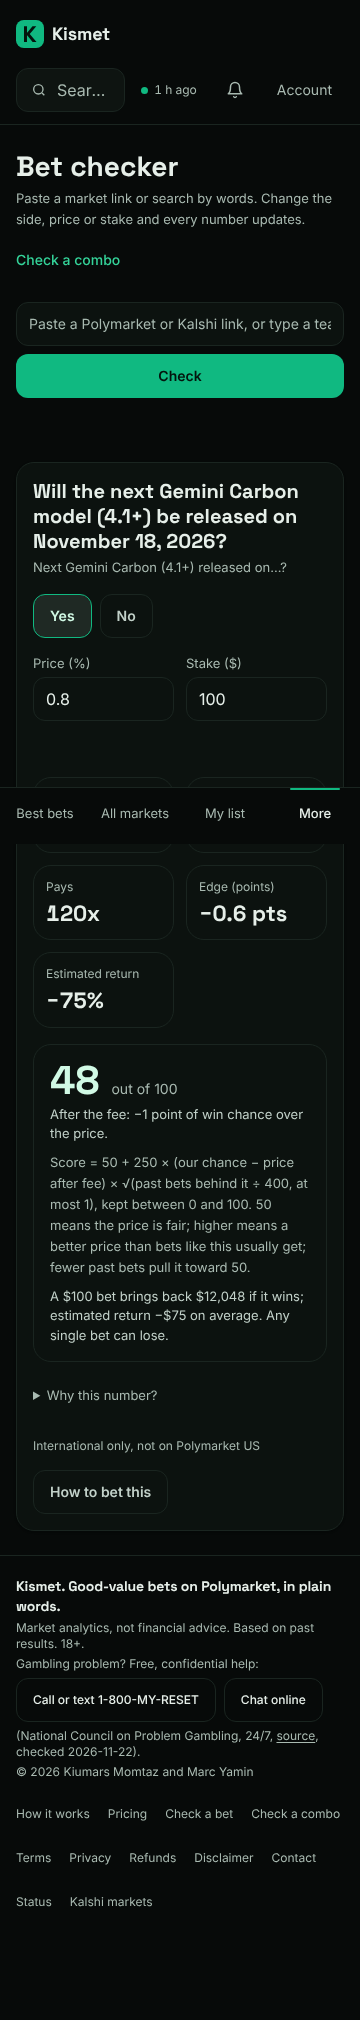 Kismet
Sear...
1 h ago
Account
Bet checker
Paste a market link or search by words. Change the
side, price or stake and every number updates.
Check a combo
Paste a Polymarket or Kalshi link, or type a tea
Check
Will the next Gemini Carbon
model (4.1+) be released on
November 18, 2026?
Next Gemini Carbon (4.1+) released on...?
Yes
No
Price (%)
Stake ($)
0.8
100
Best bets
All markets
My list
More
Pays
120x
Edge (points)
−0.6 pts
Estimated return
−75%
48 out of 100
After the fee: −1 point of win chance over
the price.
Score = 50 + 250 × (our chance − price
after fee) × √(past bets behind it ÷ 400, at
most 1), kept between 0 and 100. 50
means the price is fair; higher means a
better price than bets like this usually get;
fewer past bets pull it toward 50.
A $100 bet brings back $12,048 if it wins;
estimated return −$75 on average. Any
single bet can lose.
Why this number?
International only, not on Polymarket US
How to bet this
Kismet. Good-value bets on Polymarket, in plain
words.
Market analytics, not financial advice. Based on past
results. 18+.
Gambling problem? Free, confidential help:
Call or text 1-800-MY-RESET
Chat online
(National Council on Problem Gambling, 24/7, source,
checked 2026-11-22).
© 2026 Kiumars Momtaz and Marc Yamin
How it works
Pricing
Check a bet
Check a combo
Terms
Privacy
Refunds
Disclaimer
Contact
Status
Kalshi markets